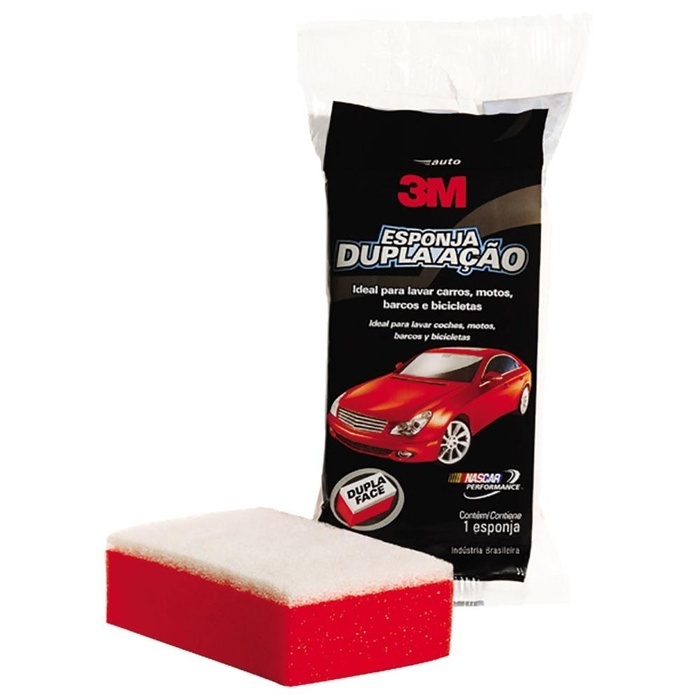 auto
3M
ESPONJA
DUPLA AÇÃO
Ideal para lavar carros, motos,
barcos e bicicletas
Ideal para lavar coches, motos,
barcos y bicicletas
DUPLA
FACE
NASCAR
PERFORMANCE
Contém/Contiene
1 esponja
Indústria Brasileira